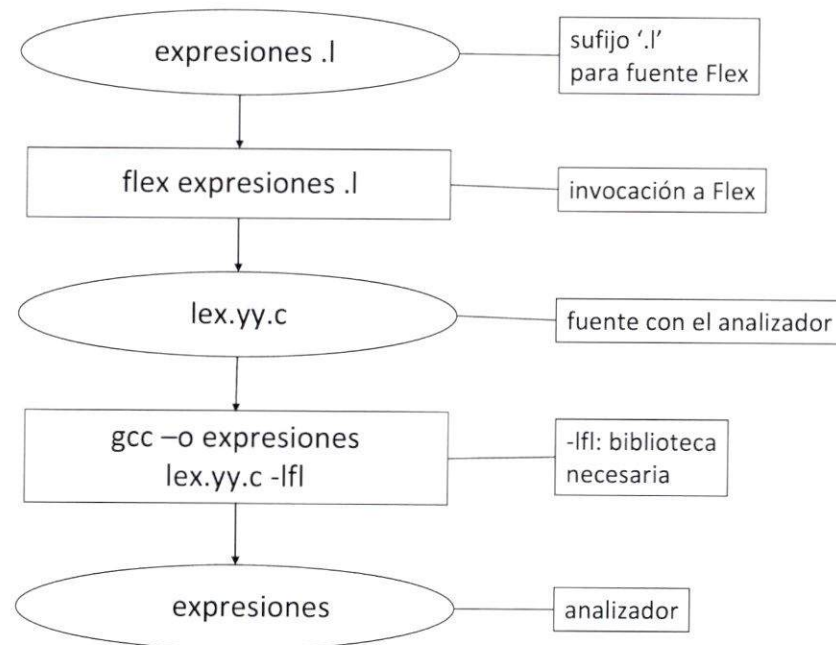 expresiones .l
sufijo ‘.l’
para fuente Flex
flex expresiones .l
invocación a Flex
lex.yy.c
fuente con el analizador
gcc –o expresiones
lex.yy.c -lfl
-lfl: biblioteca
necesaria
expresiones
analizador